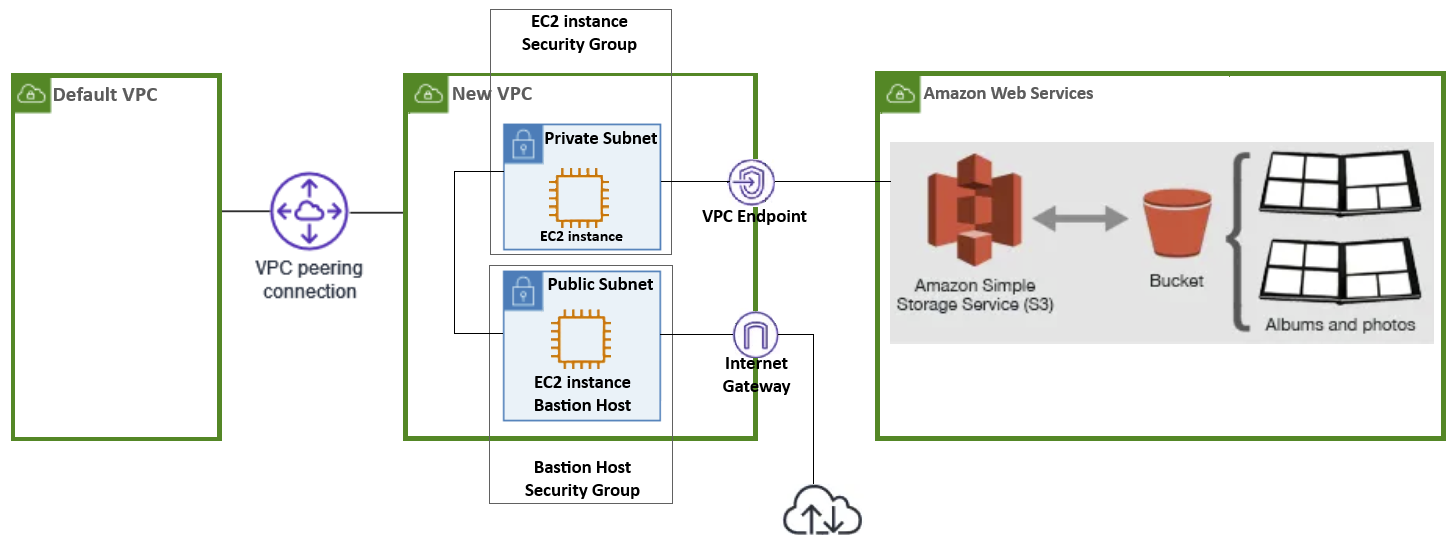 EC2 instance
Security Group
Default VPC
New VPC
Amazon Web Services
Private Subnet
EC2 instance
VPC Endpoint
VPC peering
connection
Public Subnet
EC2 instance
Bastion Host
Internet
Gateway
Amazon Simple
Storage Service (S3)
Bucket
Albums and photos
Bastion Host
Security Group